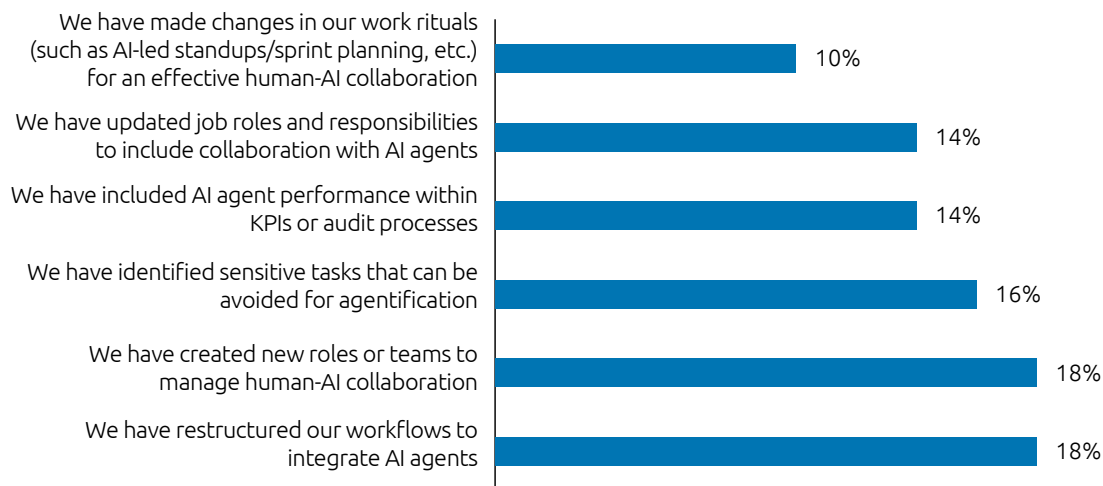 We have made changes in our work rituals
(such as AI-led standups/sprint planning, etc.)
for an effective human-AI collaboration
10%
We have updated job roles and responsibilities
to include collaboration with AI agents
14%
We have included AI agent performance within
KPIs or audit processes
14%
We have identified sensitive tasks that can be
avoided for agentification
16%
We have created new roles or teams to
manage human-AI collaboration
18%
We have restructured our workflows to
integrate AI agents
18%